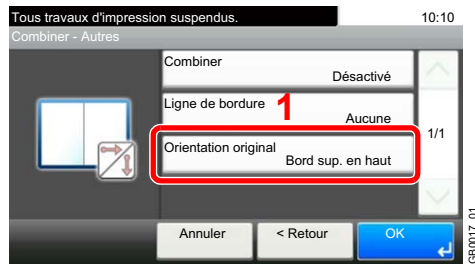 Tous travaux d'impression suspendus. 10:10
Combiner - Autres
Combiner
Désactivé
Ligne de bordure
1
Aucune
1/1
Orientation original
Bord sup. en haut
Annuler
< Retour
OK
GB0017_01